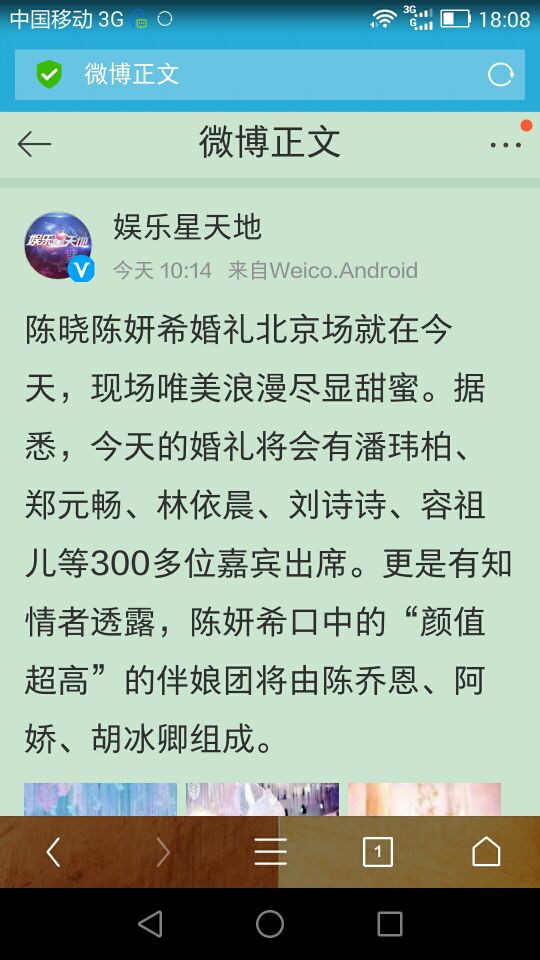 中国移动 3G 3G G 18:08
微博正文
微博正文
娱乐星天地
娱乐星天地
V
今天 10:14 来自Weico.Android
陈晓陈妍希婚礼北京场就在今
天，现场唯美浪漫尽显甜蜜。据
悉，今天的婚礼将会有潘玮柏、
郑元畅、林依晨、刘诗诗、容祖
儿等300多位嘉宾出席。更是有知
情者透露，陈妍希口中的“颜值
超高”的伴娘团将由陈乔恩、阿
娇、胡冰卿组成。
1